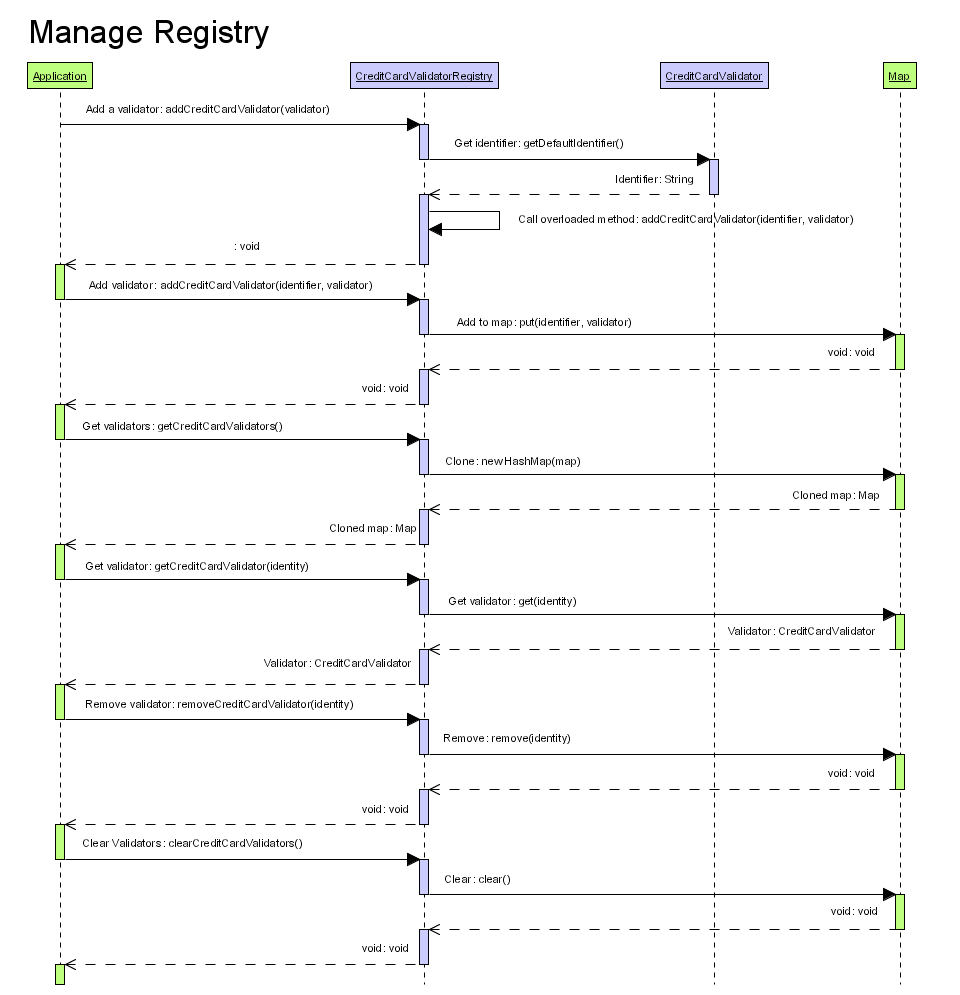 Manage Registry
Application
CreditCardValidatorRegistry
CreditCardValidator
Map
Add a validator: addCreditCardValidator(validator)
Get identifier: getDefaultIdentifier()
Identifier: String
Call overloaded method: addCreditCardValidator(identifier, validator)
: void
Add validator: addCreditCardValidator(identifier, validator)
Add to map: put(identifier, validator)
void: void
void: void
Get validators: getCreditCardValidators()
Clone: new HashMap(map)
Cloned map: Map
Cloned map: Map
Get validator: getCreditCardValidator(identity)
Get validator: get(identity)
Validator: CreditCardValidator
Validator: CreditCardValidator
Remove validator: removeCreditCardValidator(identity)
Remove: remove(identity)
void: void
void: void
Clear Validators: clearCreditCardValidators()
Clear: clear()
void: void
void: void